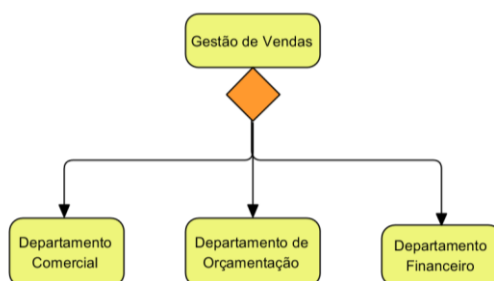 Gestão de Vendas
Departamento
Comercial
Departamento de
Orçamentação
Departamento
Financeiro